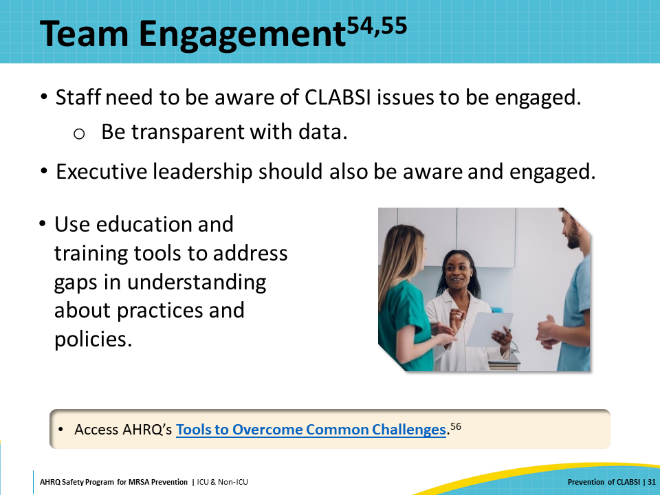 Team Engagement54,55
• Staff need to be aware of CLABSI issues to be engaged.
o Be transparent with data.
• Executive leadership should also be aware and engaged.
• Use education and
training tools to address
gaps in understanding
about practices and
policies.
• Access AHRQ's Tools to Overcome Common Challenges.56
AHRQ Safety Program for MRSA Prevention | ICU & Non-ICU
Prevention of CLABSI | 31